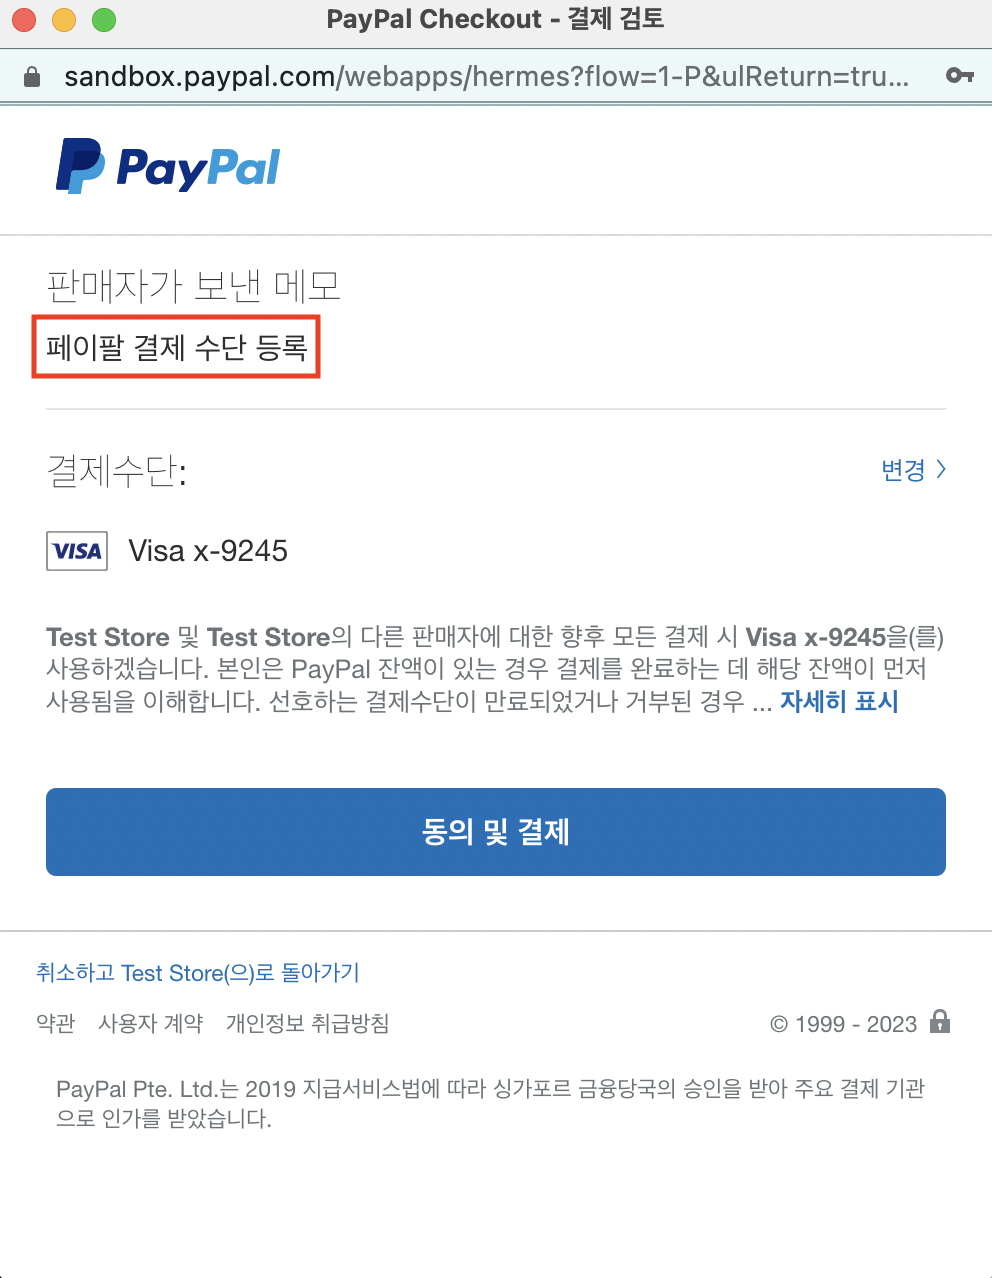 PayPal Checkout - 결제 검토
sandbox.paypal.com/webapps/hermes?flow=1-P&ulReturn=tru...
PayPal
판매자가 보낸 메모
페이팔 결제 수단 등록
결제수단:
변경
VISA Visa x-9245
Test Store 및 Test Store의 다른 판매자에 대한 향후 모든 결제 시 Visa x-9245을(를)
사용하겠습니다. 본인은 PayPal 잔액이 있는 경우 결제를 완료하는 데 해당 잔액이 먼저
사용됨을 이해합니다. 선호하는 결제수단이 만료되었거나 거부된 경우 ... 자세히 표시
동의 및 결제
취소하고 Test Store(으)로 돌아가기
약관 사용자 계약 개인정보 취급방침
© 1999 - 2023
PayPal Pte. Ltd.는 2019 지급서비스법에 따라 싱가포르 금융당국의 승인을 받아 주요 결제 기관
으로 인가를 받았습니다.